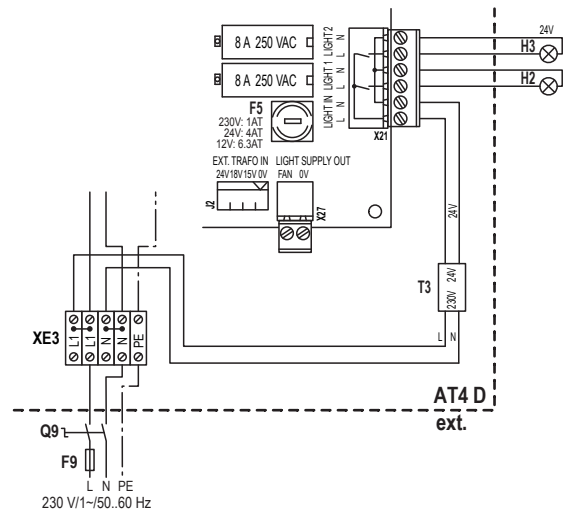 24V
8 A 250 VAC
LIGHT 2
N
L
H3
8 A 250 VAC
LIGHT 1
N
L
H2
F5
230V: 1AT
24V: 4AT
12V: 6.3AT
LIGHT IN
N
L
X21
EXT. TRAFO IN
LIGHT SUPPLY OUT
24V 18V 15V 0V
FAN 0V
J2
X27
24V
T3
230V 24V
L N
XE3
L1
L1
N
N
PE
AT4 D
ext.
Q9
F9
L N PE
230 V/1~/50..60 Hz